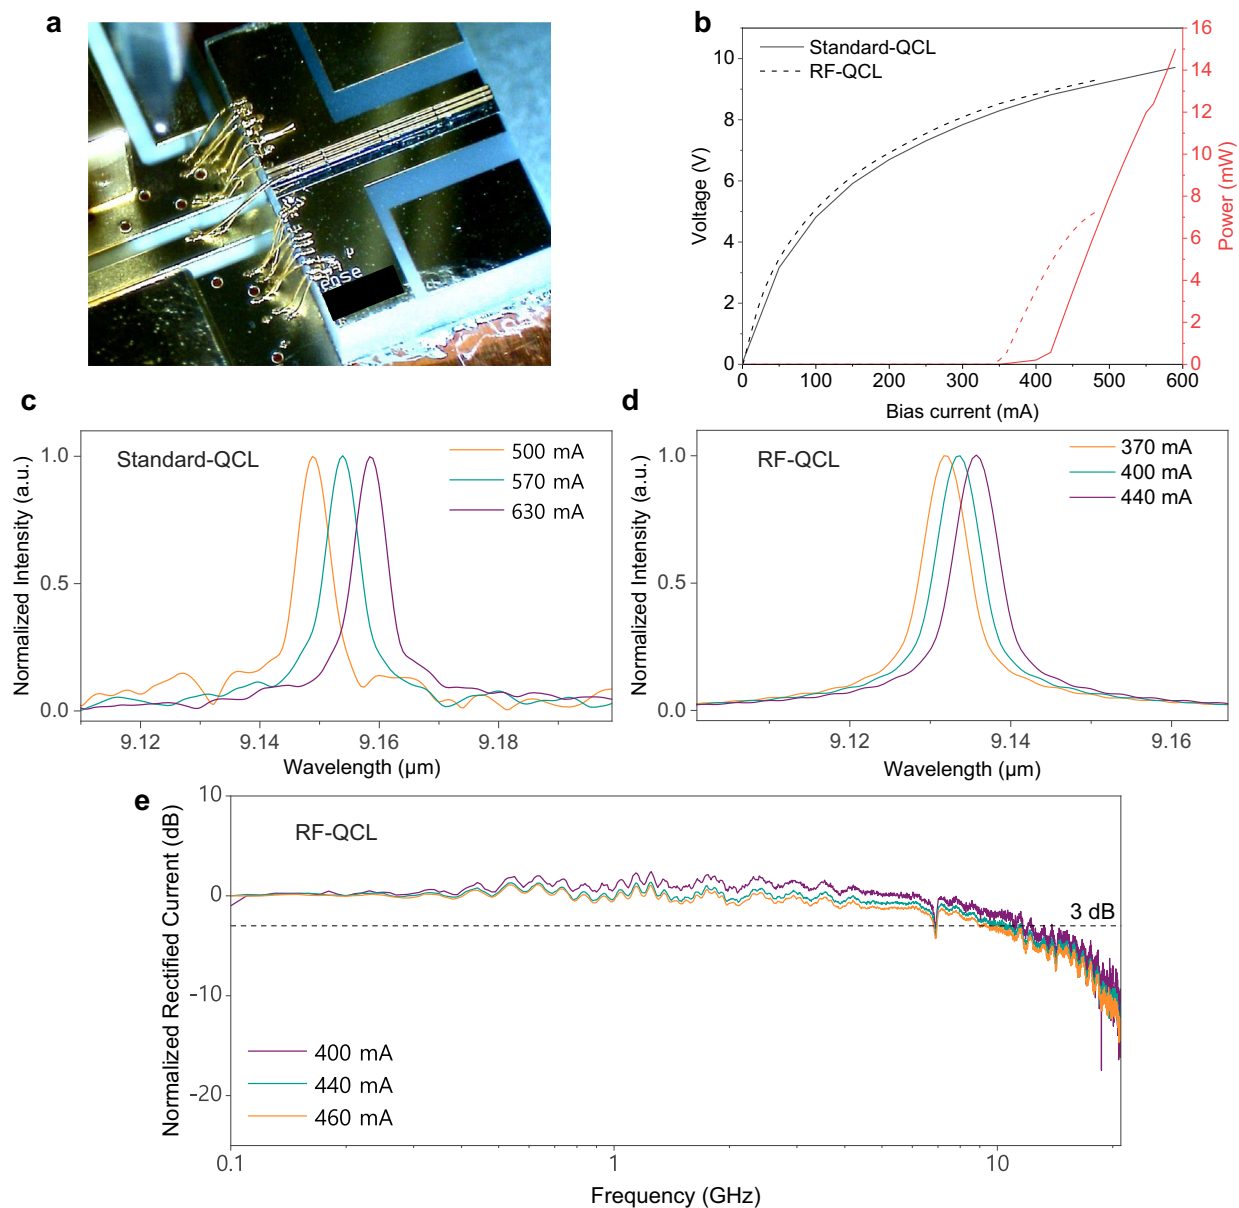 a
ense
b
Standard-QCL
RF-QCL
Voltage (V)
10
8
6
4
2
0
0 100 200 300 400 500 600
Bias current (mA)
16
14
12
10
8
6
4
2
0
Power (mW)
c
Standard-QCL
500 mA
570 mA
630 mA
Normalized Intensity (a.u.)
1.0
0.5
0.0
9.12 9.14 9.16 9.18
Wavelength (μm)
d
RF-QCL
370 mA
400 mA
440 mA
Normalized Intensity (a.u.)
1.0
0.5
0.0
9.12 9.14 9.16
Wavelength (μm)
e
RF-QCL
3 dB
400 mA
440 mA
460 mA
Normalized Rectified Current (dB)
10
0
-10
-20
0.1 1 10
Frequency (GHz)